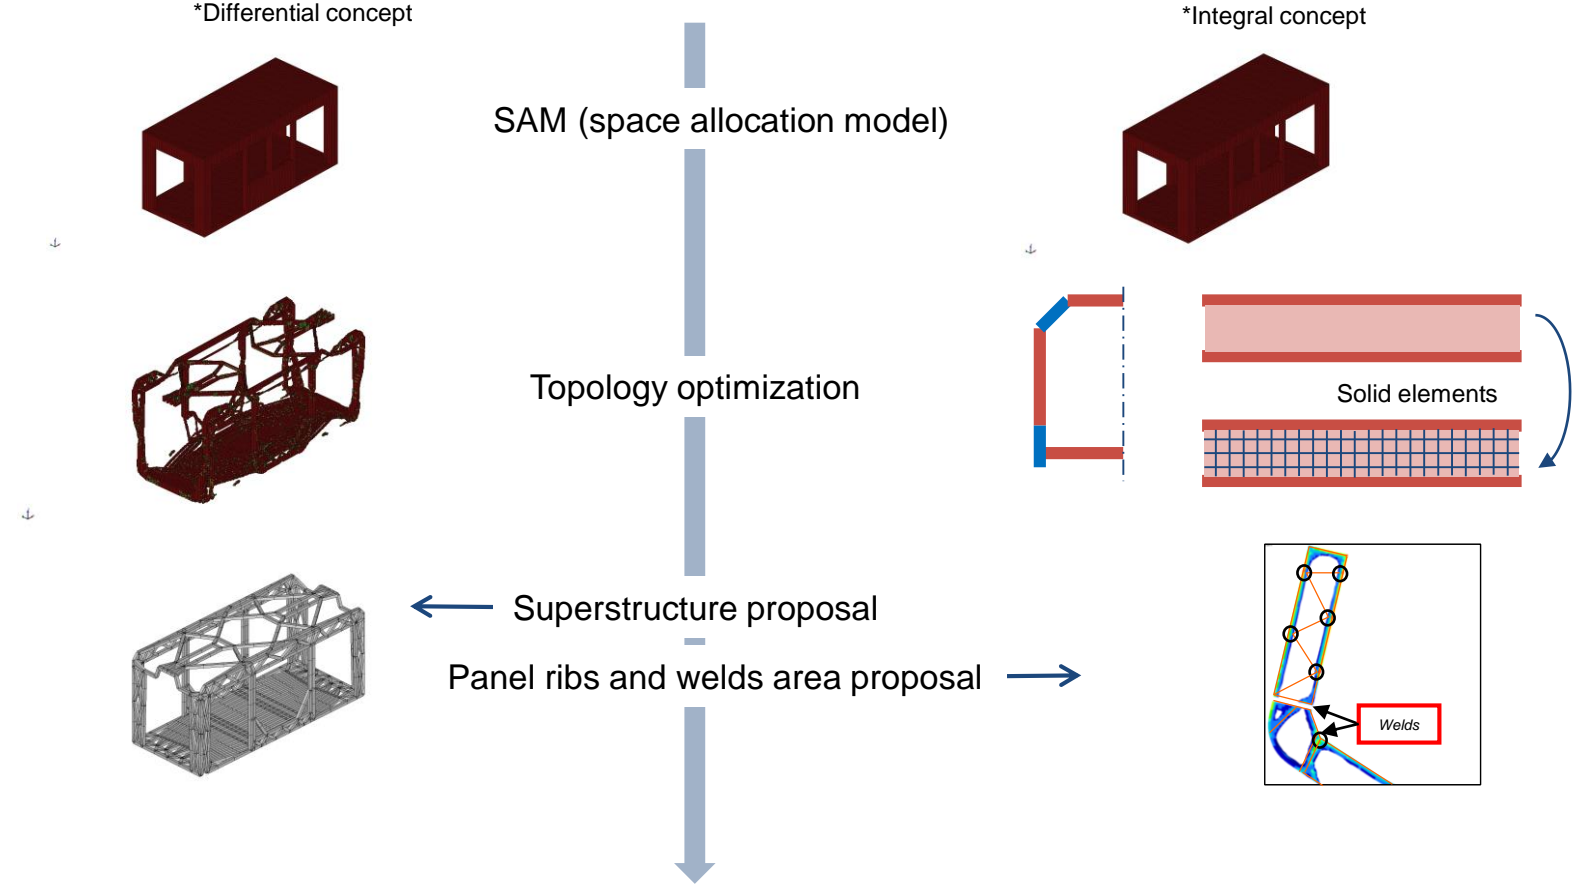 *Differential concept
*Integral concept
SAM (space allocation model)
Topology optimization
Solid elements
Superstructure proposal
Panel ribs and welds area proposal
Welds